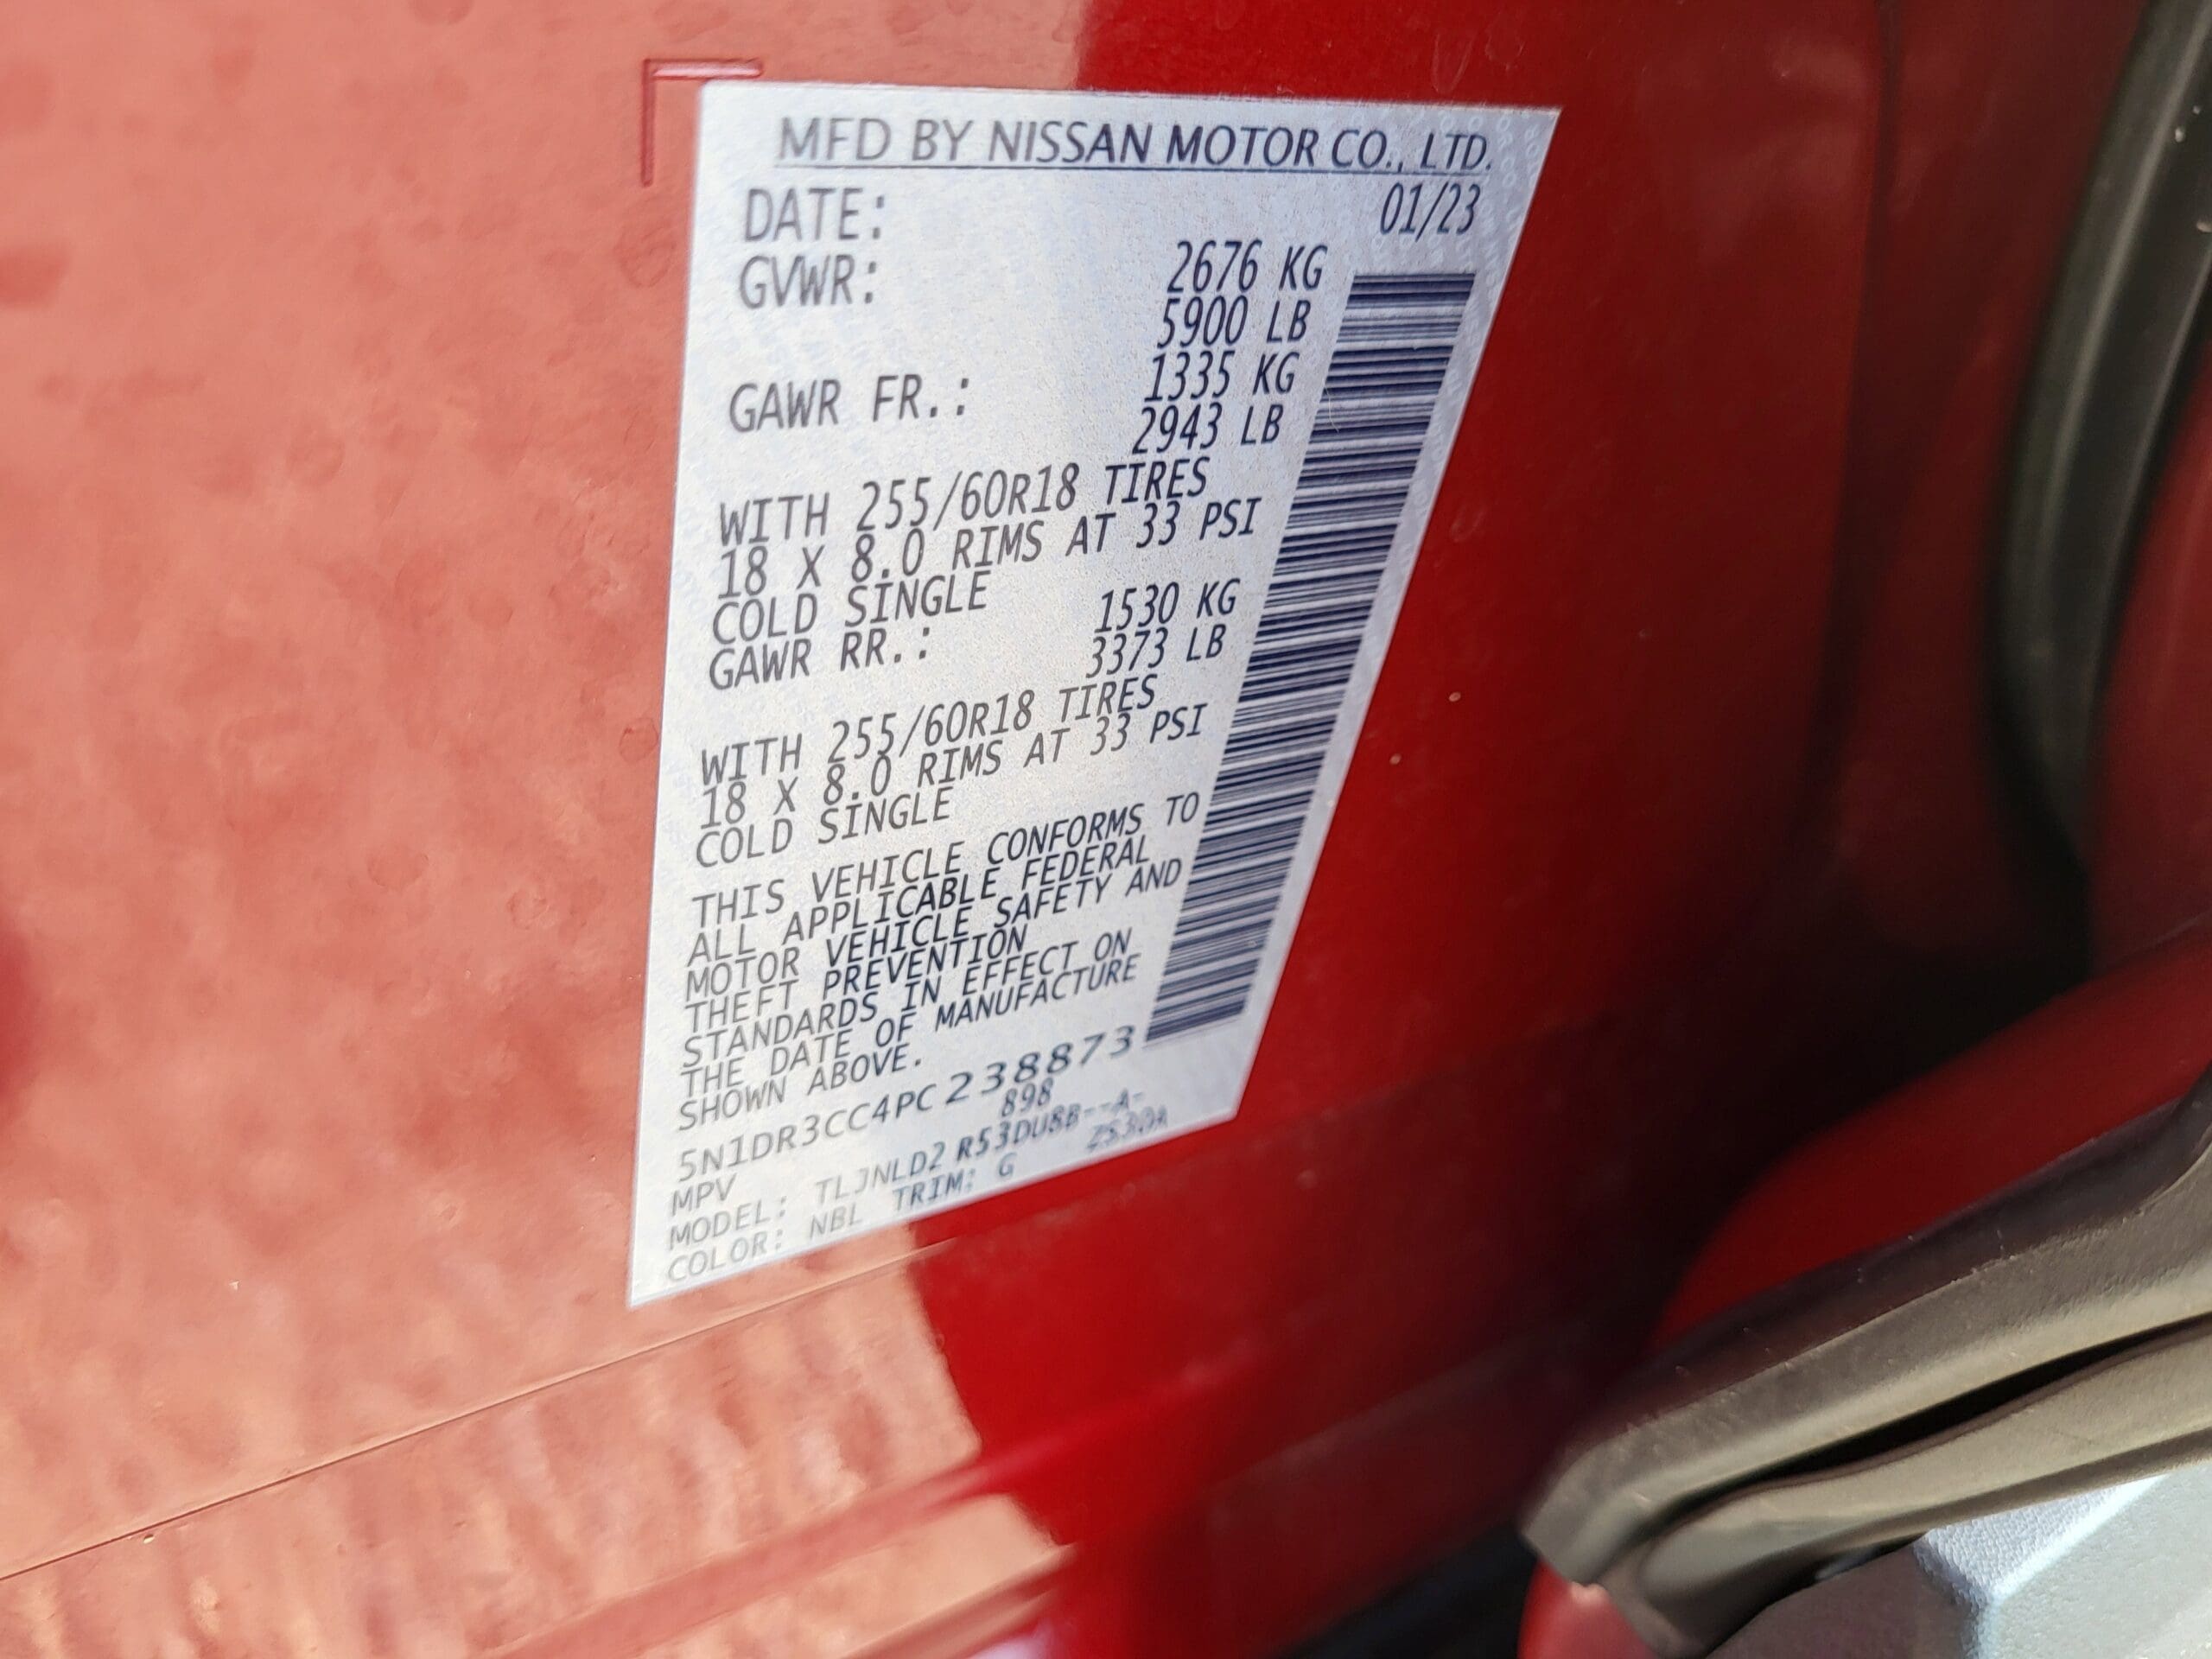 MFD BY NISSAN MOTOR CO., LTD.
DATE: 01/23
GVWR: 2676 KG
5900 LB
GAWR FR.: 1335 KG
2943 LB
WITH 255/60R18 TIRES
18 X 8.0 RIMS AT 33 PSI
COLD SINGLE
GAWR RR.: 1530 KG
3373 LB
WITH 255/60R18 TIRES
18 X 8.0 RIMS AT 33 PSI
COLD SINGLE
THIS VEHICLE CONFORMS TO
ALL APPLICABLE FEDERAL
MOTOR VEHICLE SAFETY AND
THEFT PREVENTION
STANDARDS IN EFFECT ON
THE DATE OF MANUFACTURE
SHOWN ABOVE.
5N1DR3CC4PC238873
MPV 898
MODEL: TLJNLD2 R53DU8B--A-
COLOR: NBL TRIM: G